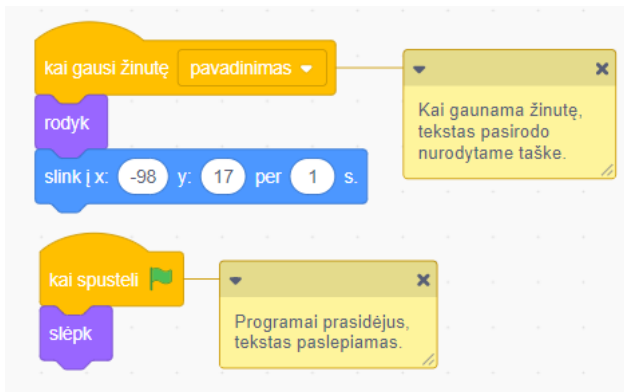 kai gausi žinutę pavadinimas
Kai gaunama žinutę,
tekstas pasirodo
nurodytame taške.
rodyk
slink į x: -98 y: 17 per 1 s.
kai spusteli
Programai prasidėjus,
tekstas paslepiamas.
slėpk